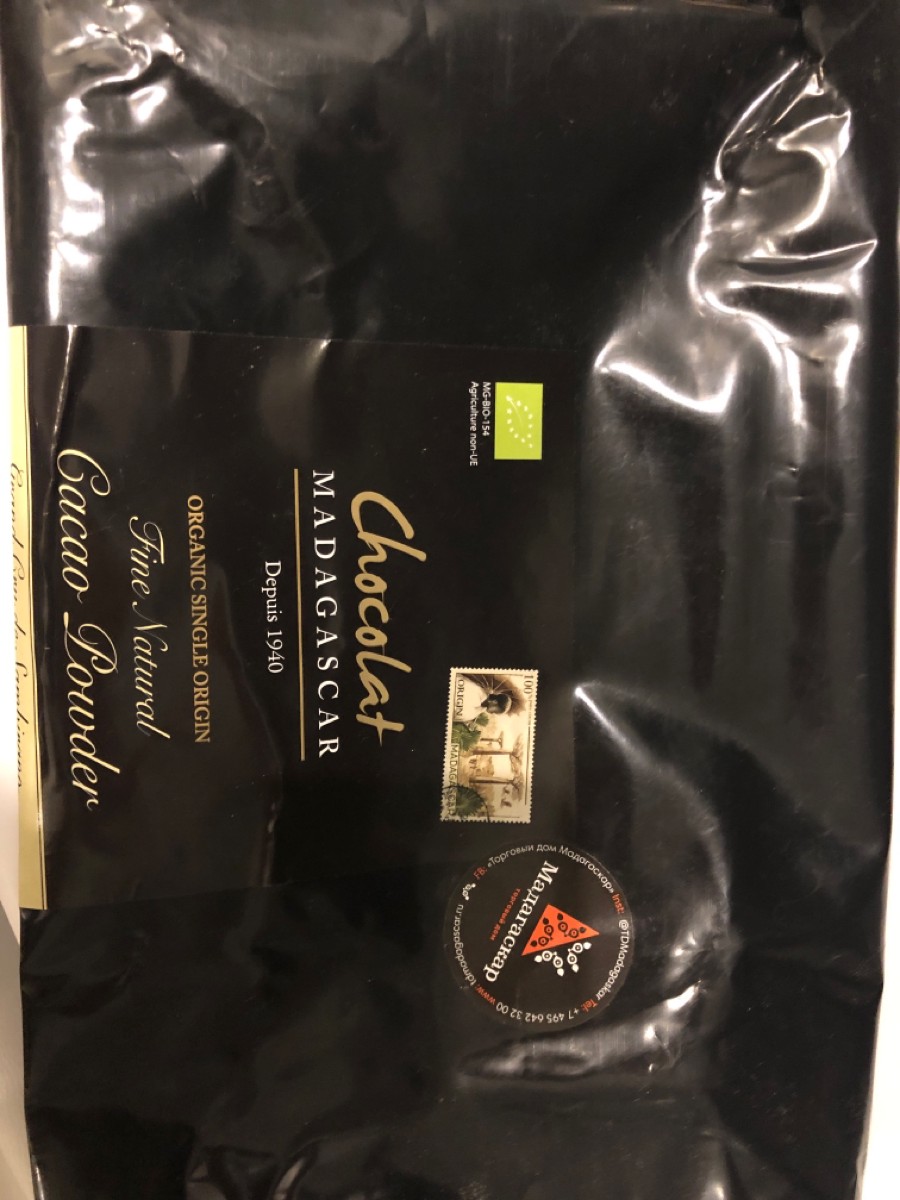 MG-BIO-154
Agriculture non-UE
100
ORIGIN
Chocolat
MADAGASCAR
Depuis 1940
ORGANIC SINGLE ORIGIN
Fine Natural
Cacao Powder
FB: «Торговый дом Мадагаскар» Inst: @TDMadagaskar Tel: +7 495 642 32 00 www: tdmadagascar.ru
Мадагаскар
торговый дом